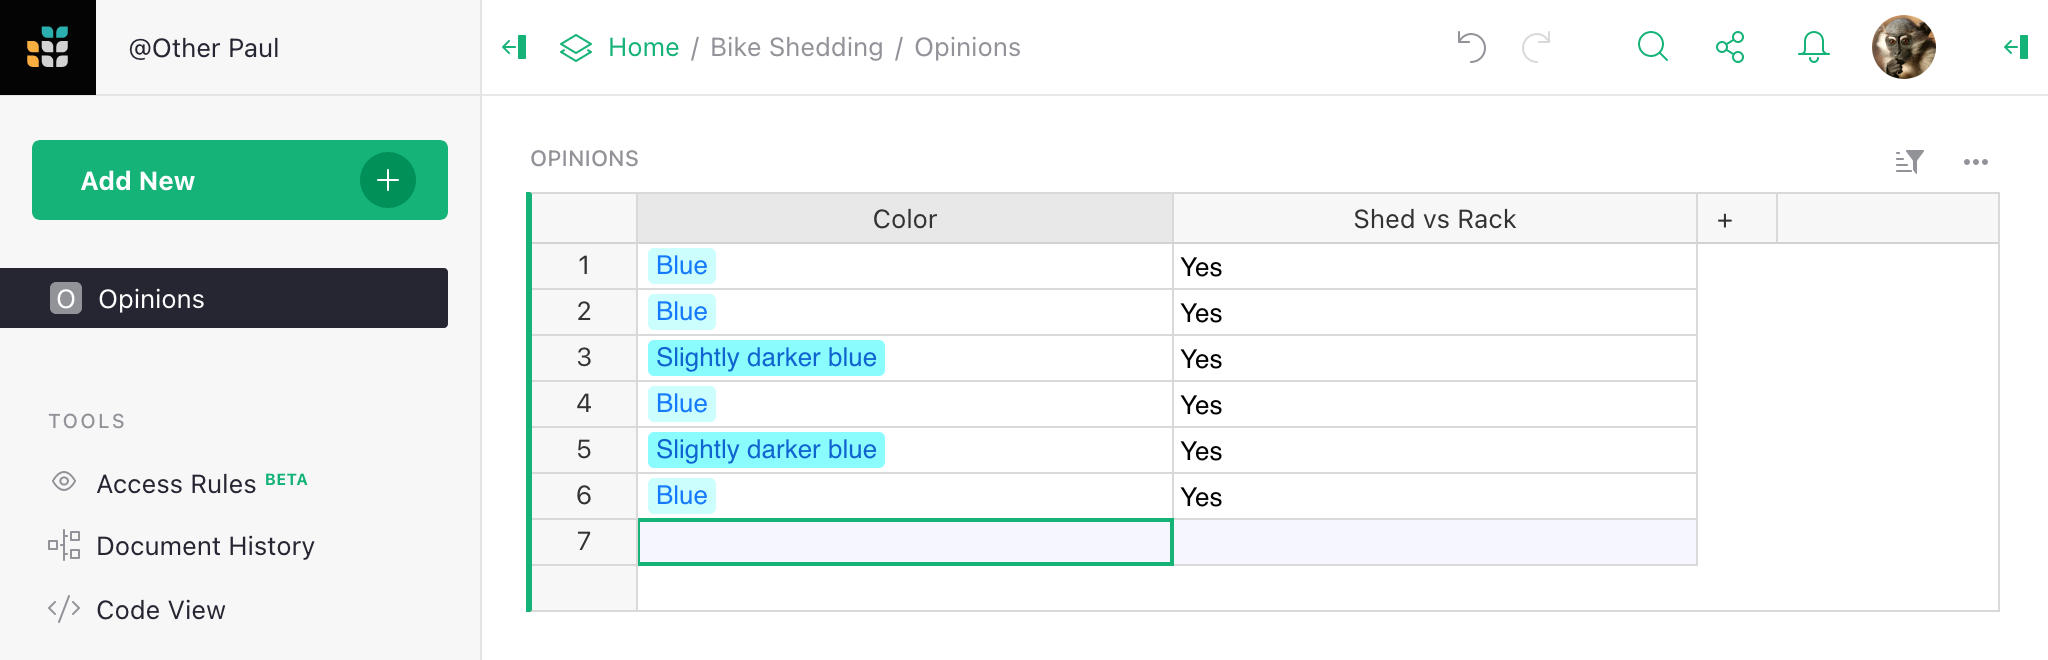 @Other Paul
Home / Bike Shedding / Opinions
Add New +
O Opinions
TOOLS
Access Rules BETA
Document History
Code View
OPINIONS
Color Shed vs Rack +
1 Blue Yes
2 Blue Yes
3 Slightly darker blue Yes
4 Blue Yes
5 Slightly darker blue Yes
6 Blue Yes
7